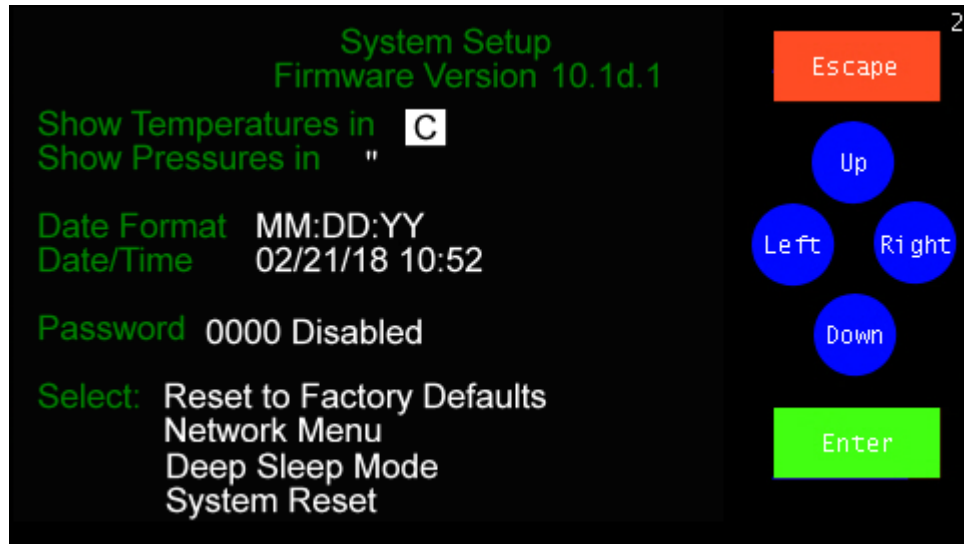 System Setup
Firmware Version 10.1d.1
Show Temperatures in C
Show Pressures in "
Date Format MM:DD:YY
Date/Time 02/21/18 10:52
Password 0000 Disabled
Select: Reset to Factory Defaults
Network Menu
Deep Sleep Mode
System Reset
2
Escape
Up
Left Right
Down
Enter